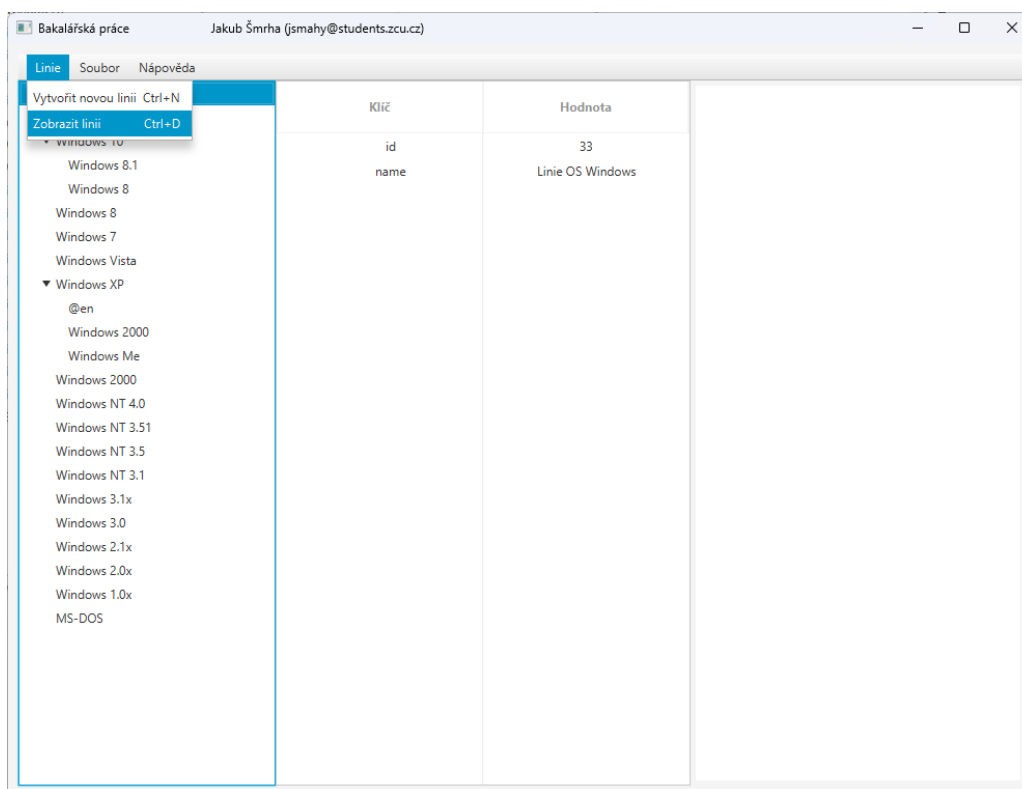 Bakalářská práce Jakub Šmrha (jsmahy@students.zcu.cz)
Linie Soubor Nápověda
Vytvořit novou linii Ctrl+N
Zobrazit linii Ctrl+D
Windows 10
Windows 8.1
Windows 8
Windows 8
Windows 7
Windows Vista
Windows XP
@en
Windows 2000
Windows Me
Windows 2000
Windows NT 4.0
Windows NT 3.51
Windows NT 3.5
Windows NT 3.1
Windows 3.1x
Windows 3.0
Windows 2.1x
Windows 2.0x
Windows 1.0x
MS-DOS
Klíč Hodnota
id 33
name Linie OS Windows